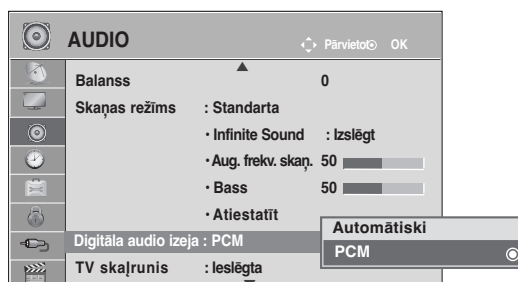 AUDIO
Pārvietot OK
Balanss 0
Skaņas režīms : Standarta
• Infinite Sound : Izslēgt
• Aug. frekv. skaņ. 50
• Bass 50
• Atiestatīt
Digitāla audio izeja : PCM
Automātiski
PCM
TV skaļrunis : Ieslēgta